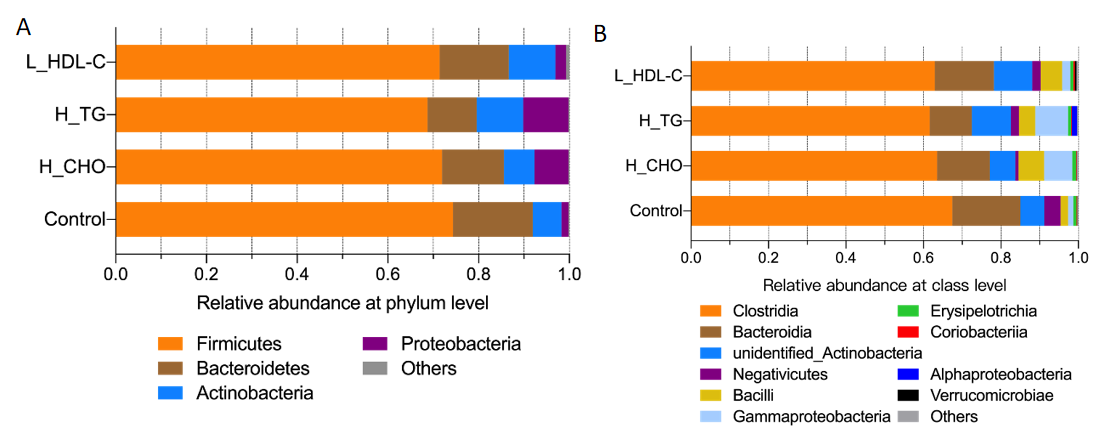 A
L_HDL-C
H_TG
H_CHO
Control
0.0 0.2 0.4 0.6 0.8 1.0
Relative abundance at phylum level
Firmicutes
Bacteroidetes
Actinobacteria
Proteobacteria
Others
B
L_HDL-C
H_TG
H_CHO
Control
0.0 0.2 0.4 0.6 0.8 1.0
Relative abundance at class level
Clostridia
Bacteroidia
unidentified_Actinobacteria
Negativicutes
Bacilli
Gammaproteobacteria
Erysipelotrichia
Coriobacteriia
Alphaproteobacteria
Verrucomicrobiae
Others